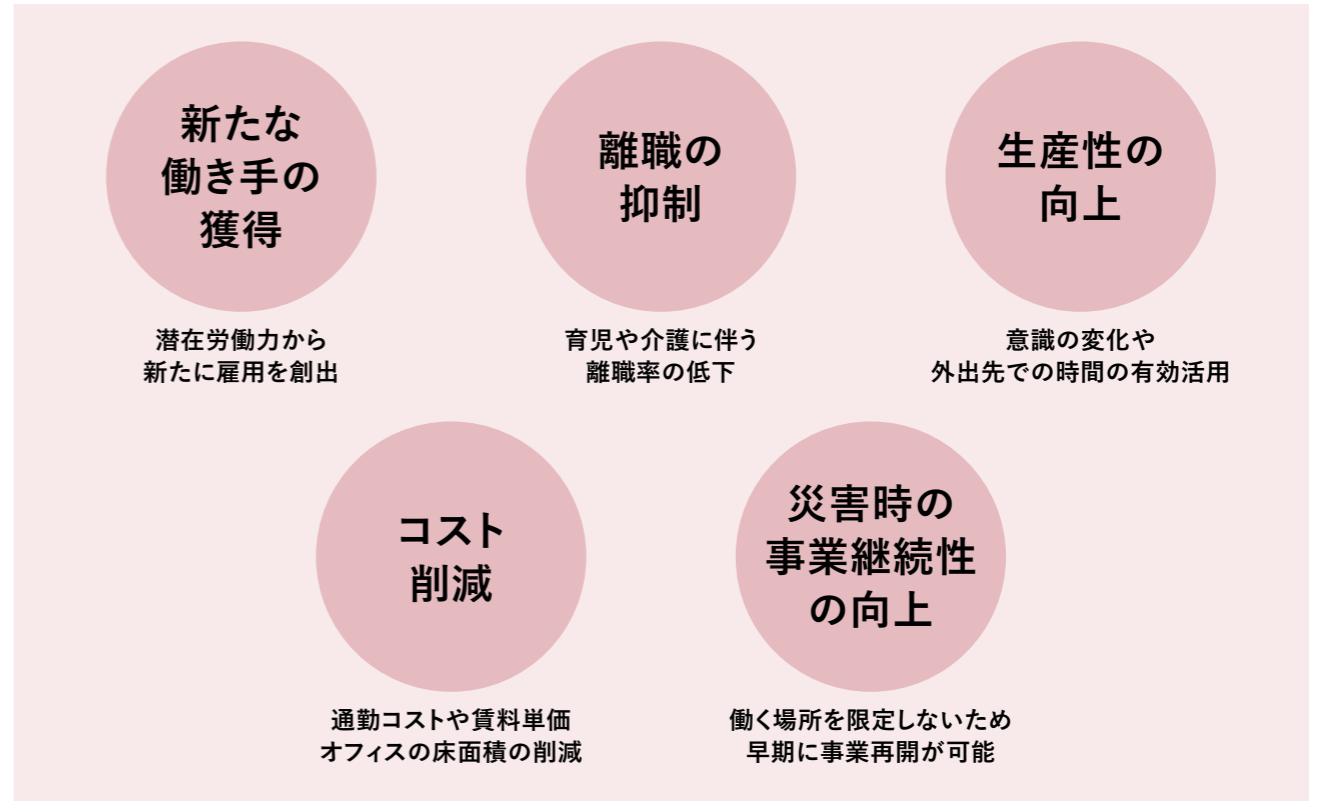 新たな
働き手の
獲得
潜在労働力から
新たに雇用を創出
離職の
抑制
育児や介護に伴う
離職率の低下
生産性の
向上
意識の変化や
外出先での時間の有効活用
コスト
削減
通勤コストや賃料単価
オフィスの床面積の削減
災害時の
事業継続性
の向上
働く場所を限定しないため
早期に事業再開が可能